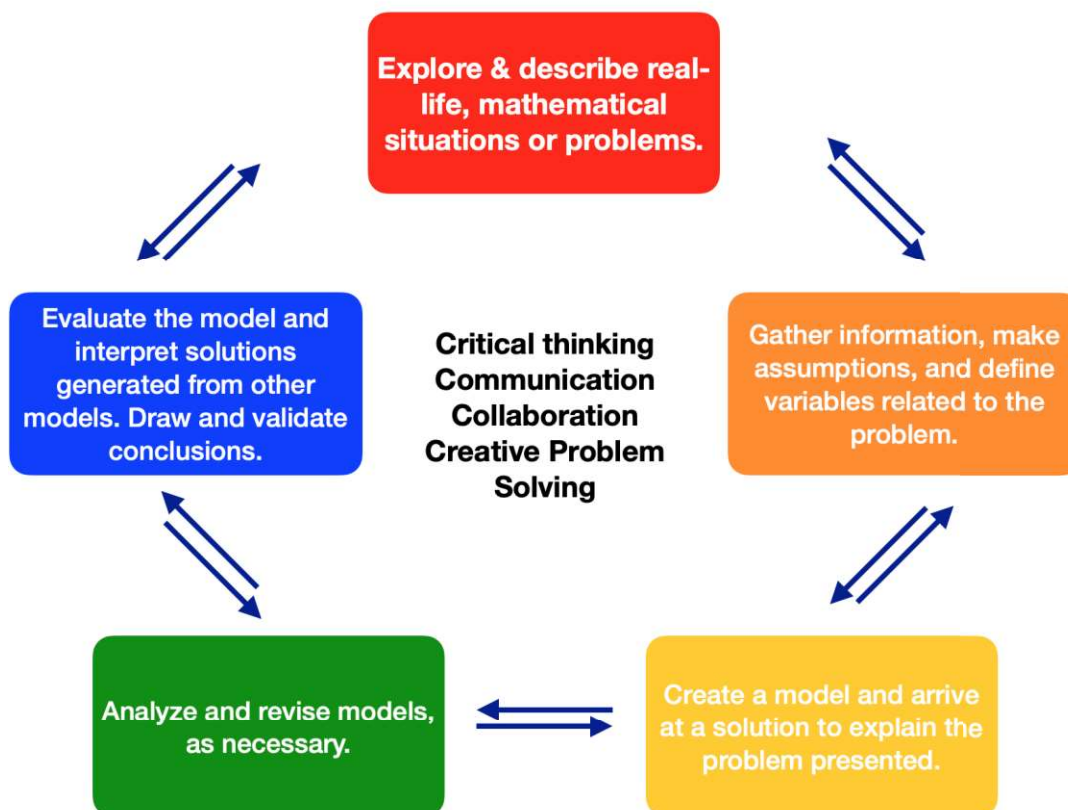 Explore & describe real-
life, mathematical
situations or problems.
Evaluate the model and
interpret solutions
generated from other
models. Draw and validate
conclusions.
Critical thinking
Communication
Collaboration
Creative Problem
Solving
Gather information, make
assumptions, and define
variables related to the
problem.
Analyze and revise models,
as necessary.
Create a model and arrive
at a solution to explain the
problem presented.